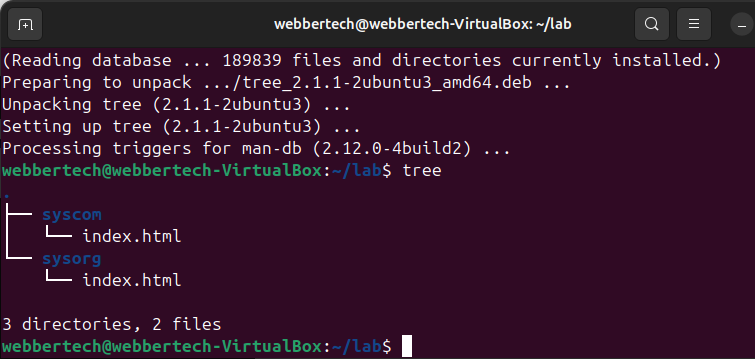 webbertech@webbertech-VirtualBox: ~/lab
(Reading database ... 189839 files and directories currently installed.)
Preparing to unpack .../tree_2.1.1-2ubuntu3_amd64.deb ...
Unpacking tree (2.1.1-2ubuntu3) ...
Setting up tree (2.1.1-2ubuntu3) ...
Processing triggers for man-db (2.12.0-4build2) ...
webbertech@webbertech-VirtualBox:~/lab$ tree
.
├── syscom
│   └── index.html
└── sysorg
    └── index.html

3 directories, 2 files
webbertech@webbertech-VirtualBox:~/lab$